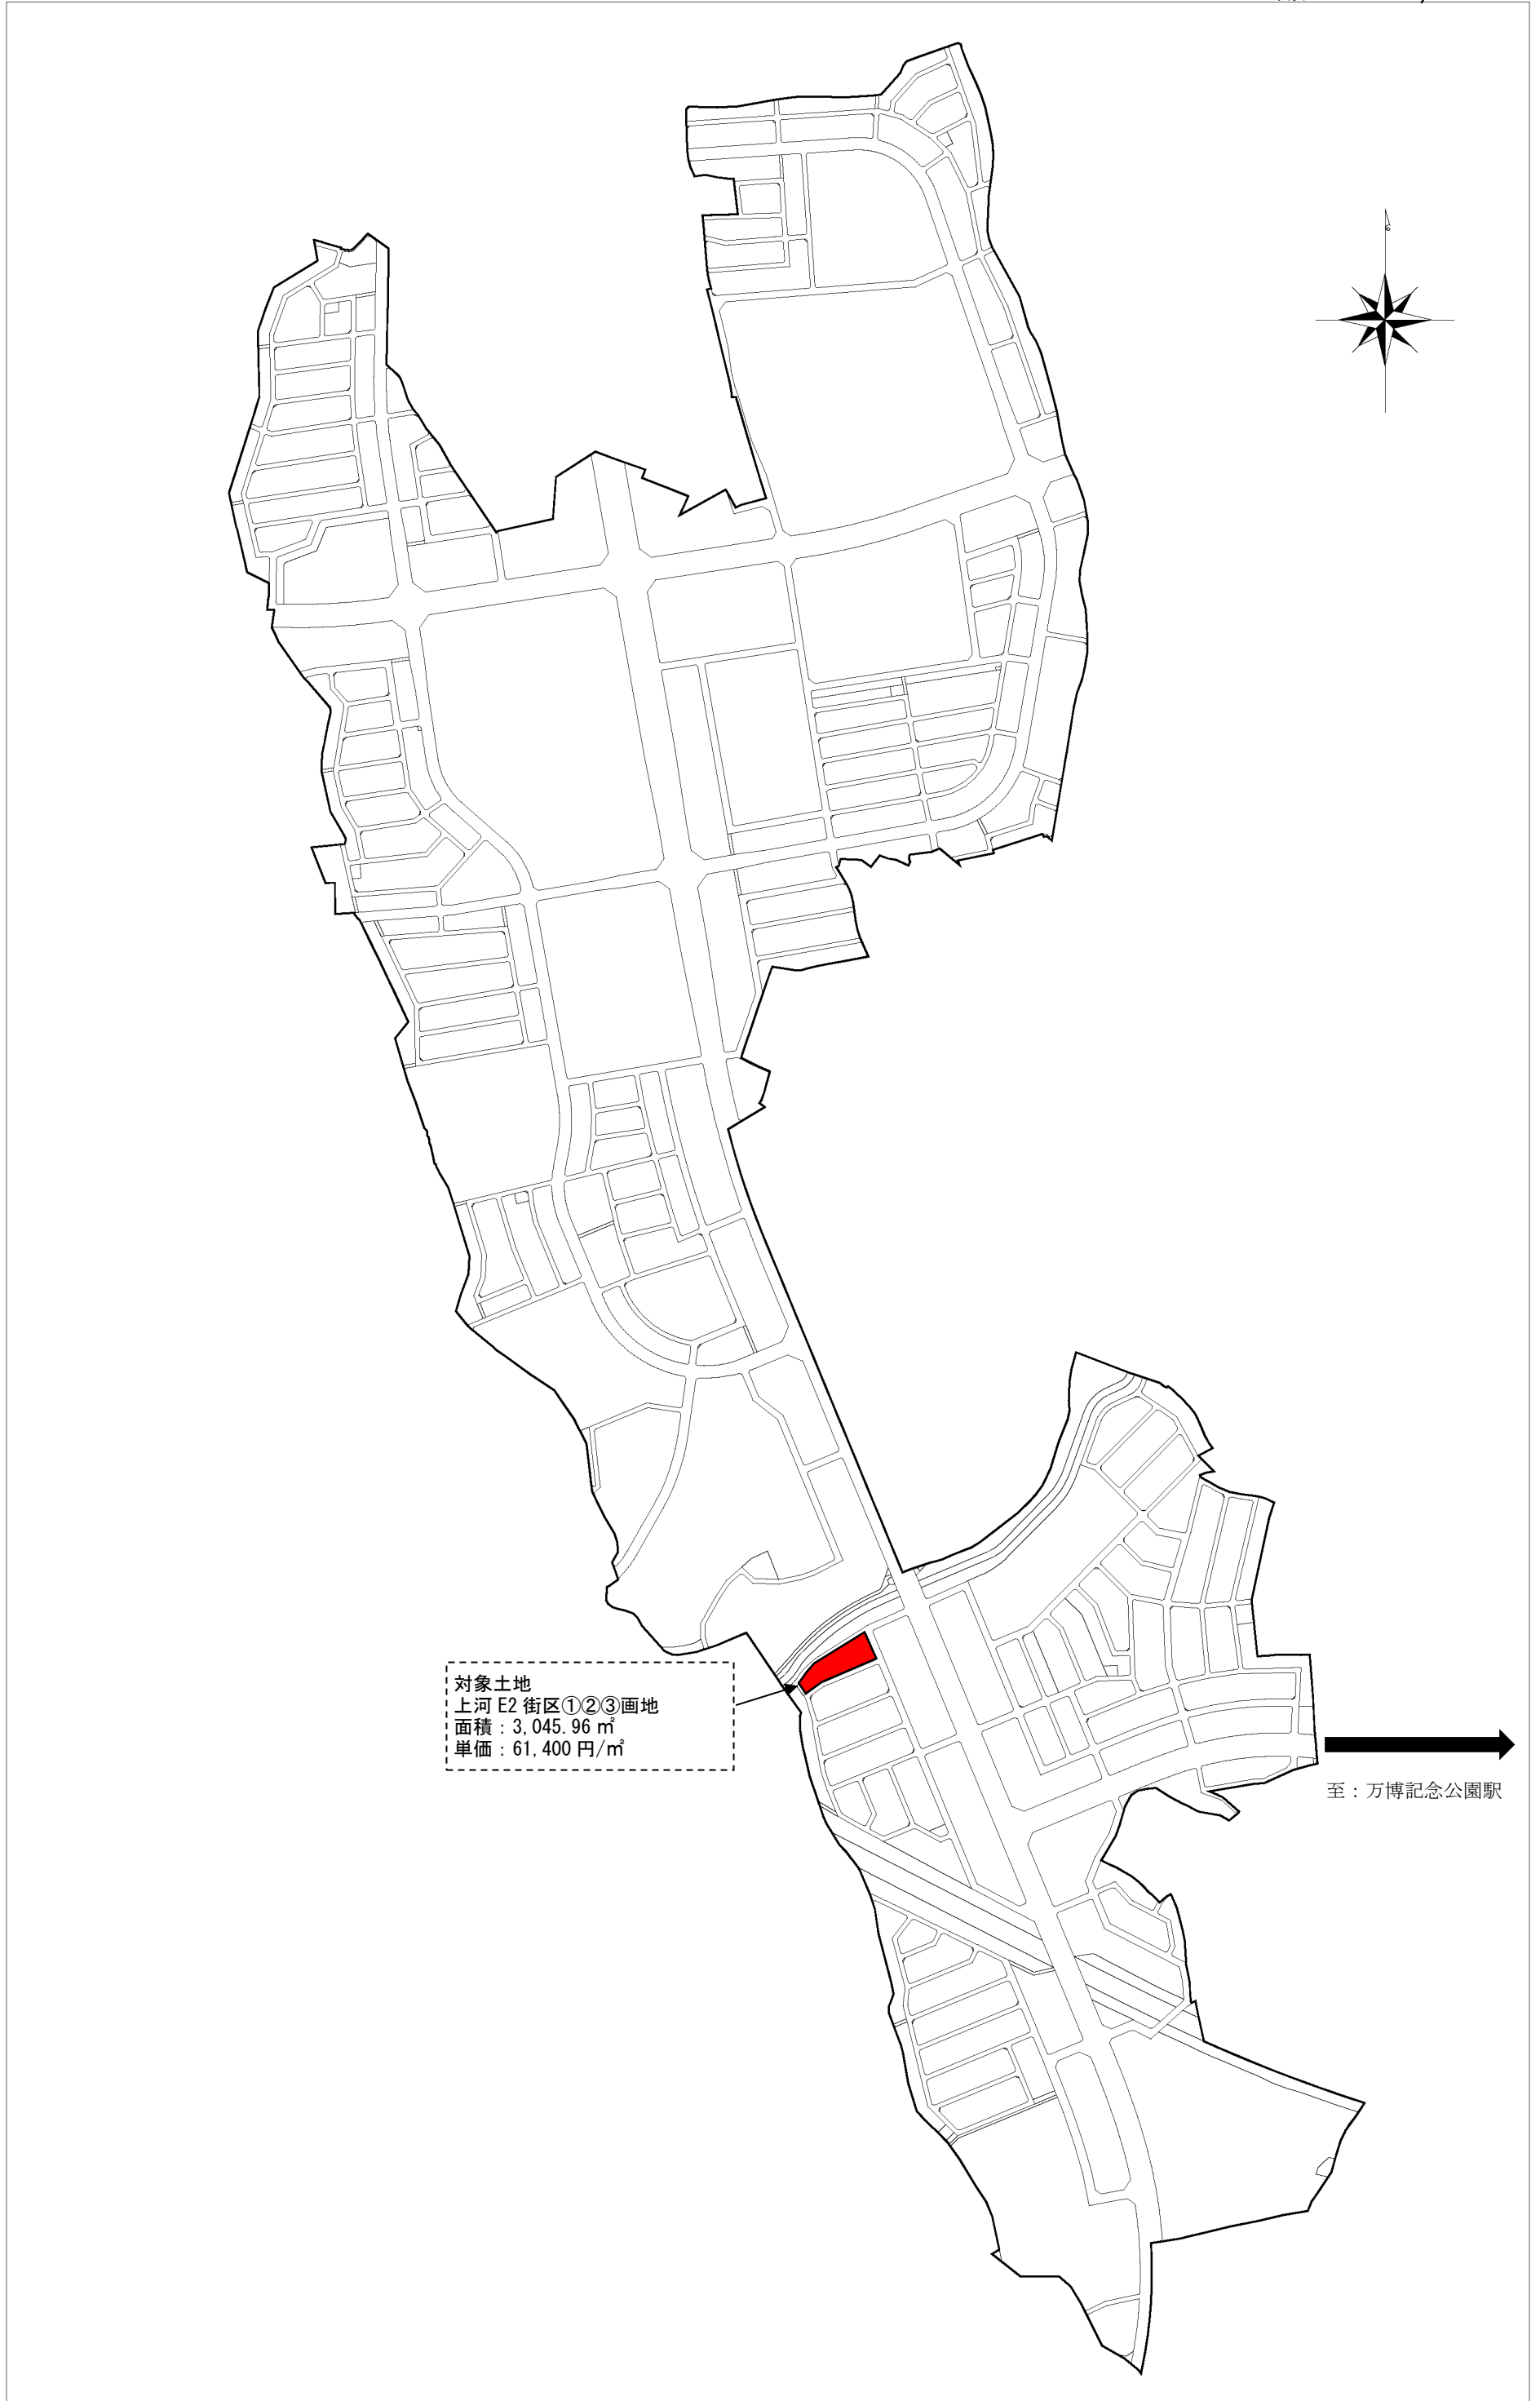 対象土地
上河 E2 街区①②③画地
面積：3,045.96 ㎡
単価：61,400 円/㎡
至：万博記念公園駅